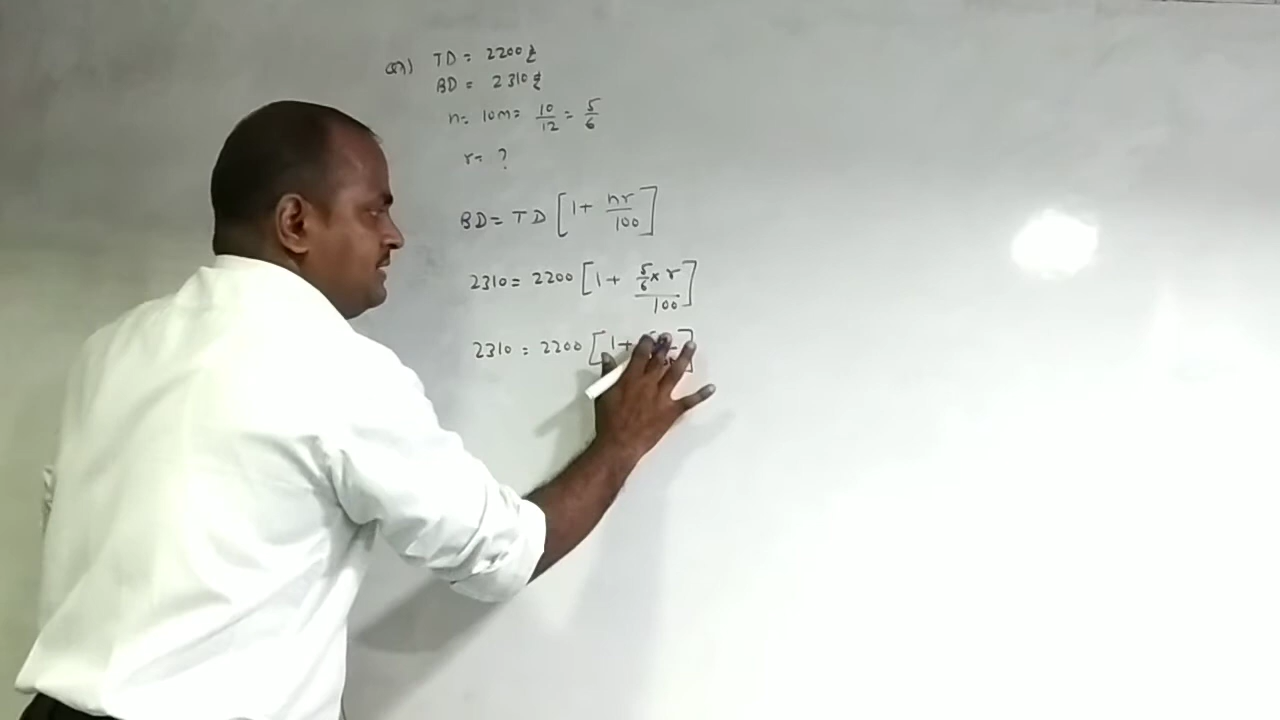 TD = 2200₹
BD = 2310₹
n = 10m = 10/12 = 5/6
r = ?
BD = TD [1 + nr/100]
2310 = 2200 [1 + 5/6 × r/100]
2310 = 2200 [1 +